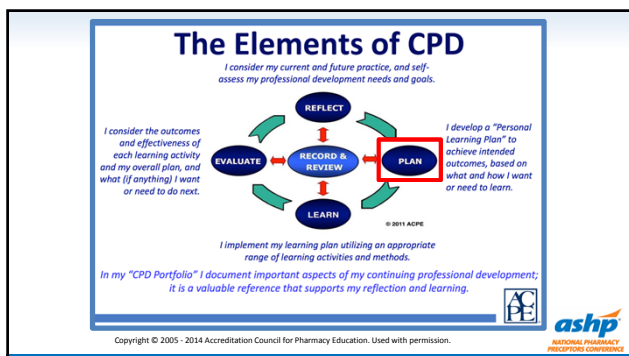 The Elements of CPD
I consider my current and future practice, and self-
assess my professional development needs and goals.
REFLECT
I consider the outcomes
and effectiveness of
each learning activity
and my overall plan, and
what (if anything) I want
or need to do next.
EVALUATE
RECORD &
REVIEW
PLAN
I develop a "Personal
Learning Plan" to
achieve intended
outcomes, based on
what and how I want
or need to learn.
LEARN
© 2011 ACPE
I implement my learning plan utilizing an appropriate
range of learning activities and methods.
In my "CPD Portfolio" I document important aspects of my continuing professional development;
it is a valuable reference that supports my reflection and learning.
ACPE
Copyright © 2005 - 2014 Accreditation Council for Pharmacy Education. Used with permission.
ashp
NATIONAL PHARMACY
PRECEPTORS CONFERENCE